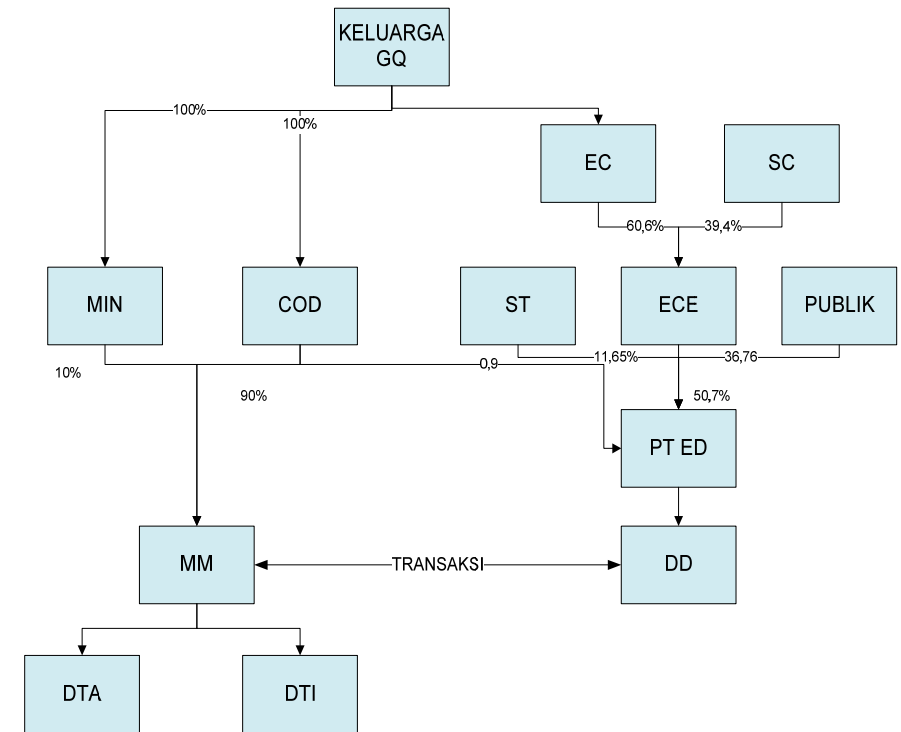 KELUARGA
GQ
100%
100%
EC
SC
60,6%
39,4%
MIN
COD
ST
ECE
PUBLIK
10%
90%
0,9
11,65%
36,76
50,7%
PT ED
MM
TRANSAKSI
DD
DTA
DTI